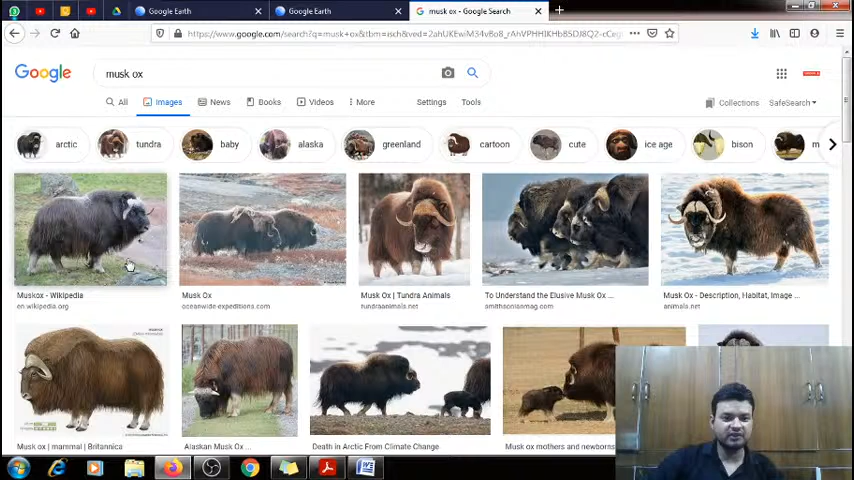 Google Earth
Google Earth
musk ox - Google Search
https://www.google.com/search?q=musk+ox&tbm=isch&ved=
Google
musk ox
All
Images
News
Books
Videos
More
Settings
Tools
Collections
SafeSearch
arctic
tundra
baby
alaska
greenland
cartoon
cute
ice age
bison
m
Muskox - Wikipedia
en.wikipedia.org
Musk Ox
oceanwide-expeditions.com
Musk Ox | Tundra Animals
tundraanimals.net
To Understand the Elusive Musk Ox ...
smithsonianmag.com
Musk Ox - Description, Habitat, Image ...
animals.net
Musk ox | mammal | Britannica
Alaskan Musk Ox ...
Death in Arctic From Climate Change
Musk ox mothers and newborns